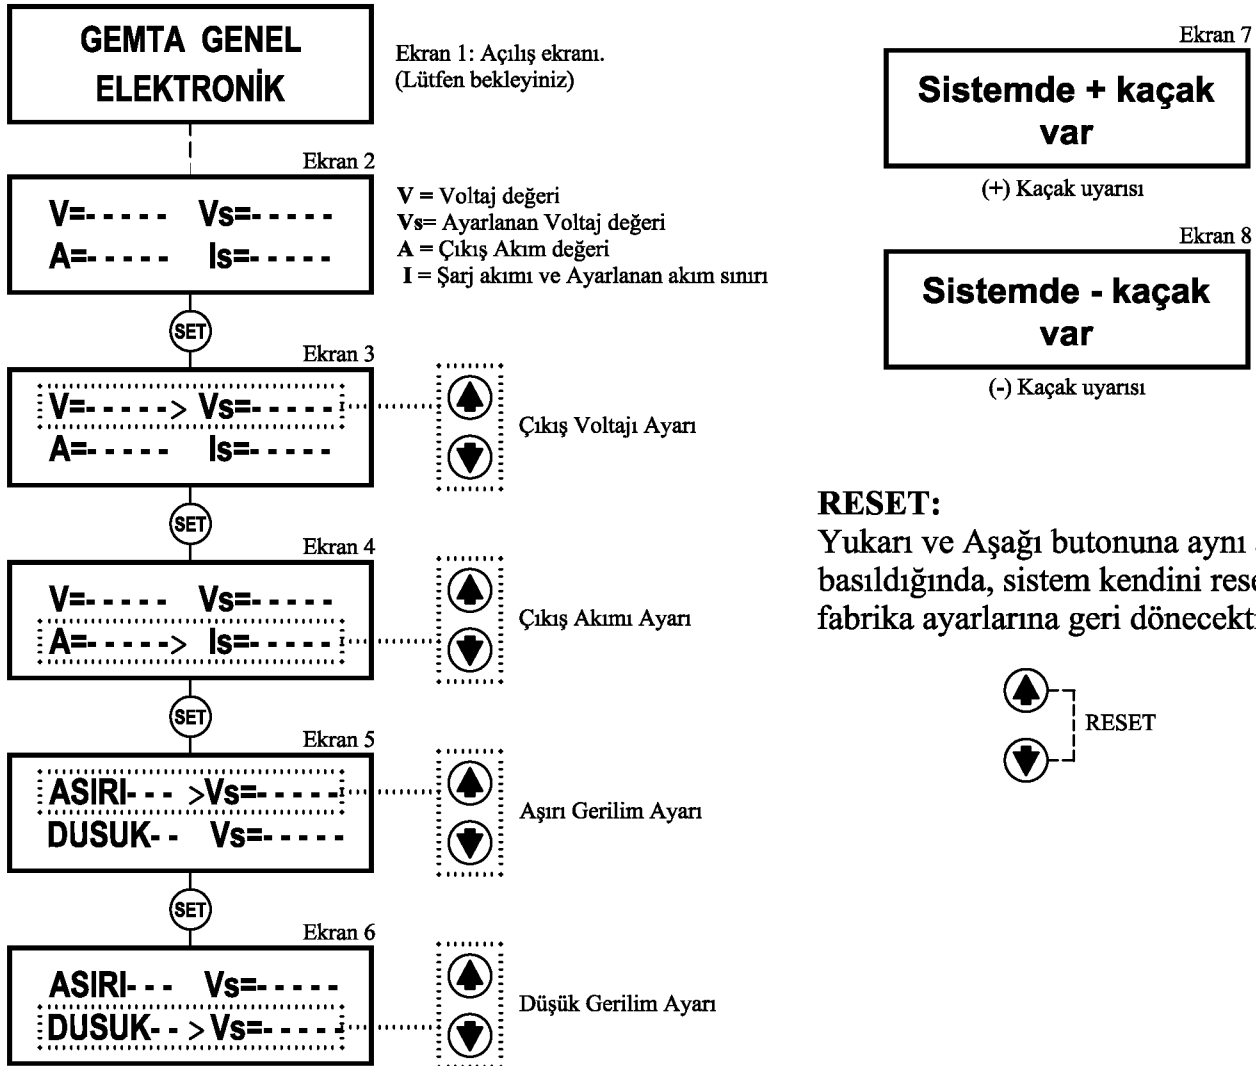 GEMTA GENEL
ELEKTRONİK
Ekran 1: Açılış ekranı.
(Lütfen bekleyiniz)
Ekran 2
V=- - - - - Vs=- - - - -
A=- - - - - Is=- - - - -
V = Voltaj değeri
Vs= Ayarlanan Voltaj değeri
A = Çıkış Akım değeri
I = Şarj akımı ve Ayarlanan akım sınırı
SET
Ekran 3
V=- - - - -> Vs=- - - - -
A=- - - - - Is=- - - - -
Çıkış Voltajı Ayarı
SET
Ekran 4
V=- - - - - Vs=- - - - -
A=- - - - -> Is=- - - - -
Çıkış Akımı Ayarı
SET
Ekran 5
ASIRI- - - >Vs=- - - - -
DUSUK- - Vs=- - - - -
Aşırı Gerilim Ayarı
SET
Ekran 6
ASIRI- - - Vs=- - - - -
DUSUK- - >Vs=- - - - -
Düşük Gerilim Ayarı
Ekran 7
Sistemde + kaçak
var
(+) Kaçak uyarısı
Ekran 8
Sistemde - kaçak
var
(-) Kaçak uyarısı
RESET:
Yukarı ve Aşağı butonuna aynı
basıldığında, sistem kendini
fabrika ayarlarına geri
RESET